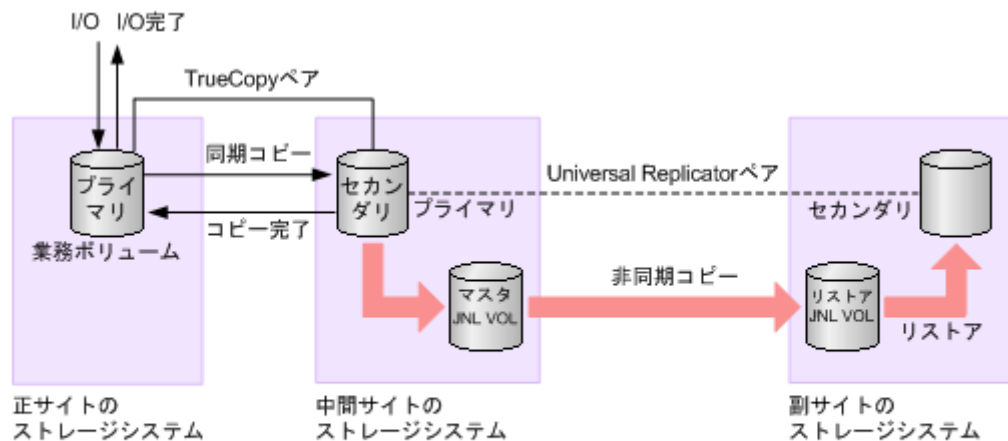 I/O I/O完了
TrueCopyペア
同期コピー
Universal Replicatorペア
プライ
マリ
セカン
ダリ
プライマリ
セカンダリ
コピー完了
業務ボリューム
非同期コピー
マスタ
JNL VOL
リストア
JNL VOL
リストア
正サイトの
ストレージシステム
中間サイトの
ストレージシステム
副サイトの
ストレージシステム